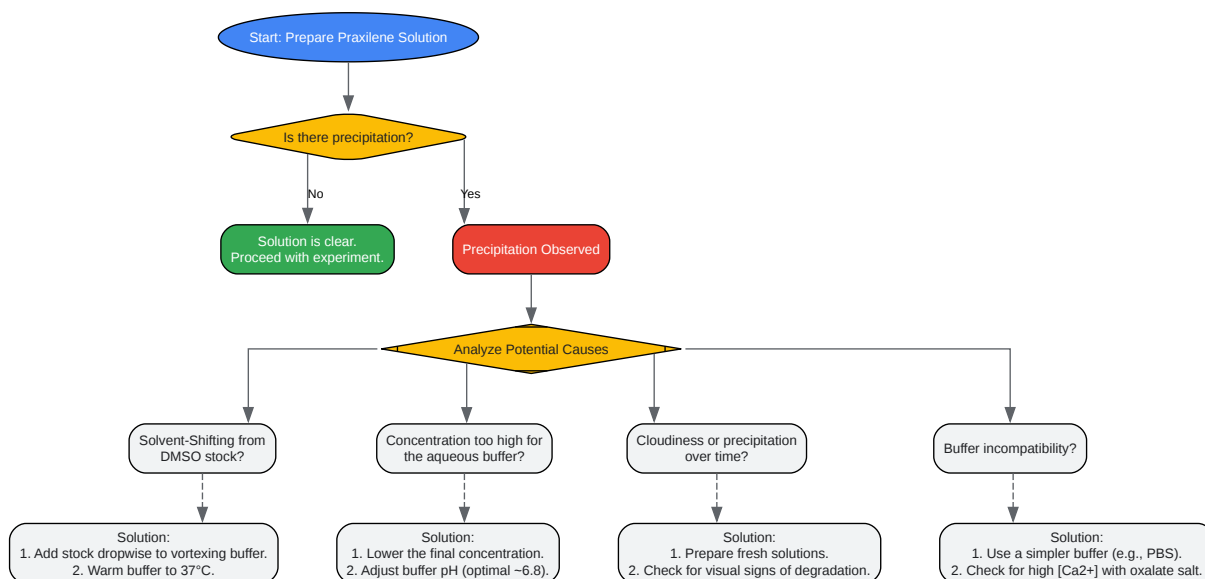 Start: Prepare Praxilene Solution
Is there precipitation?
No
Yes
Solution is clear.
Proceed with experiment.
Precipitation Observed
Analyze Potential Causes
Solvent-Shifting from
DMSO stock?
Concentration too high for
the aqueous buffer?
Cloudiness or precipitation
over time?
Buffer incompatibility?
Solution:
1. Add stock dropwise to vortexing buffer.
2. Warm buffer to 37°C.
Solution:
1. Lower the final concentration.
2. Adjust buffer pH (optimal ~6.8).
Solution:
1. Prepare fresh solutions.
2. Check for visual signs of degradation.
Solution:
1. Use a simpler buffer (e.g., PBS).
2. Check for high [Ca2+] with oxalate salt.